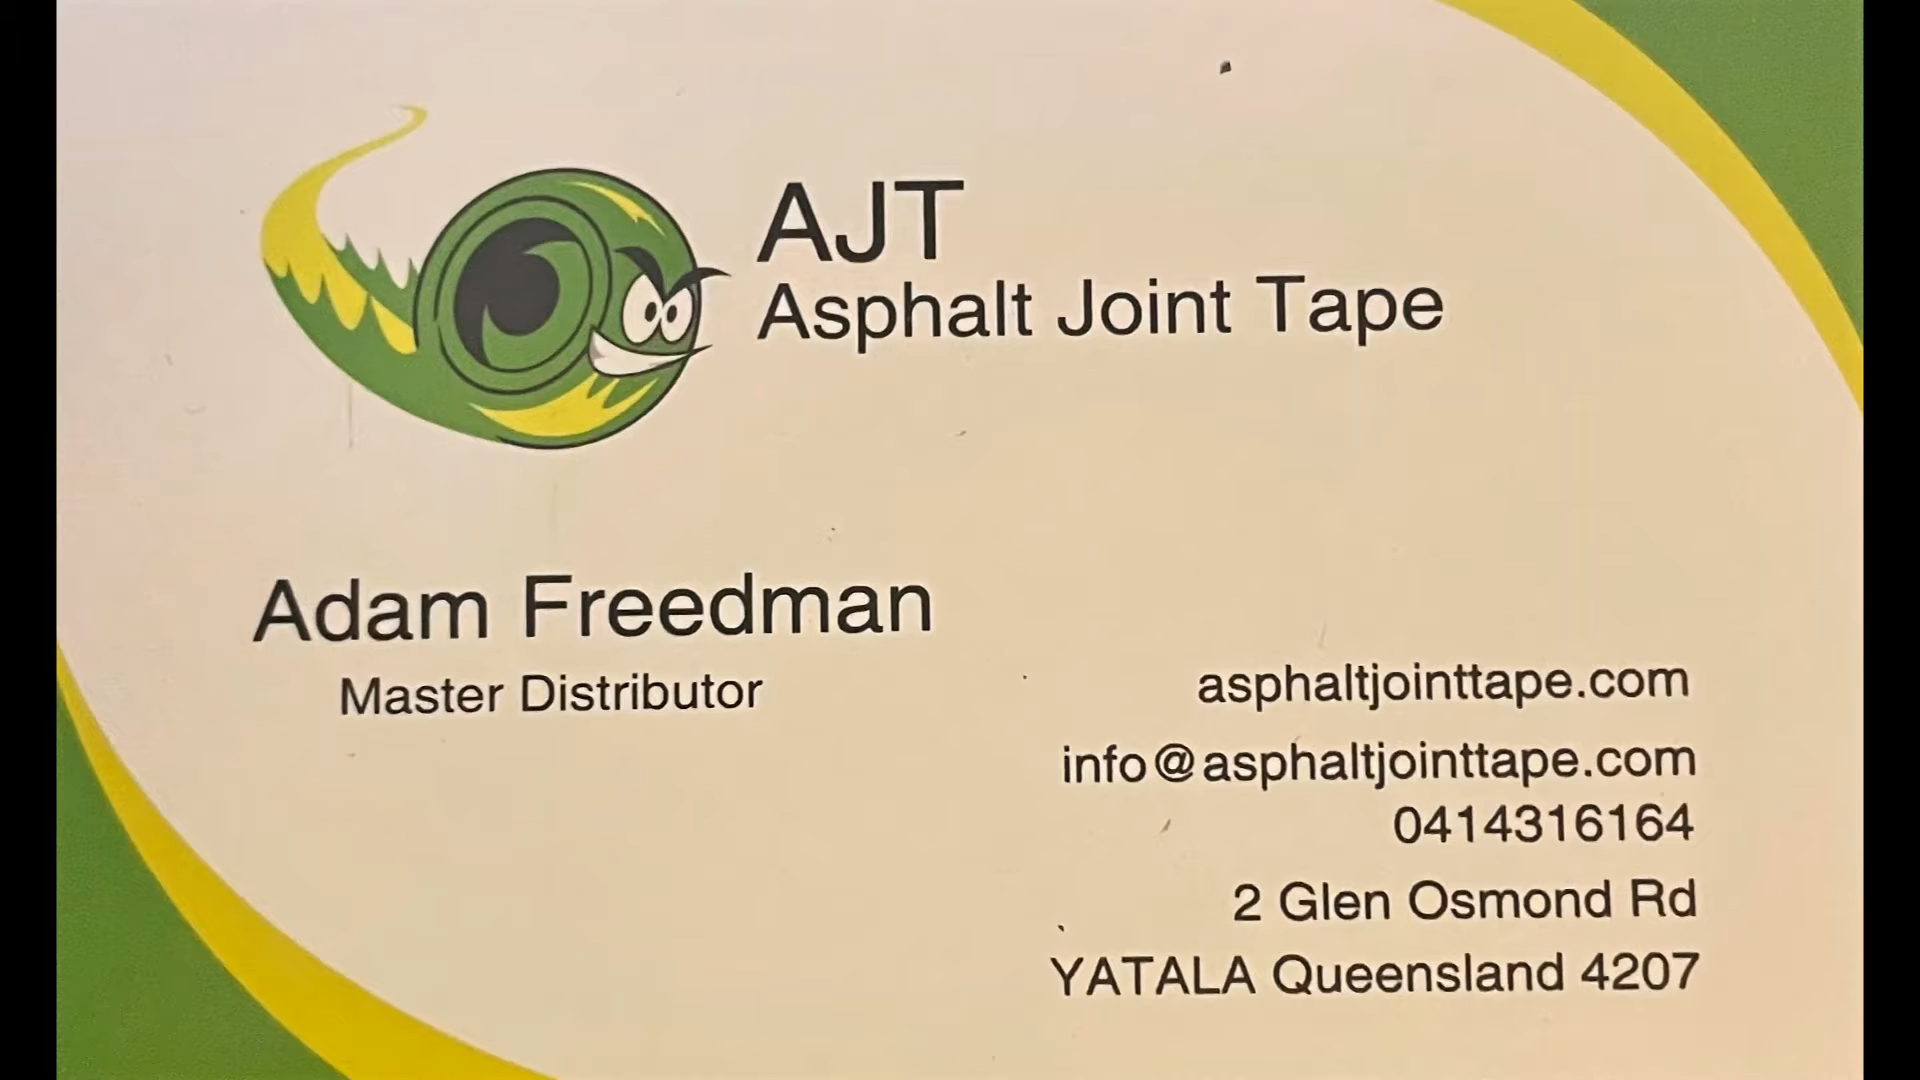 AJT
Asphalt Joint Tape
Adam Freedman
Master Distributor
asphaltjointtape.com
info@asphaltjointtape.com
0414316164
2 Glen Osmond Rd
YATALA Queensland 4207